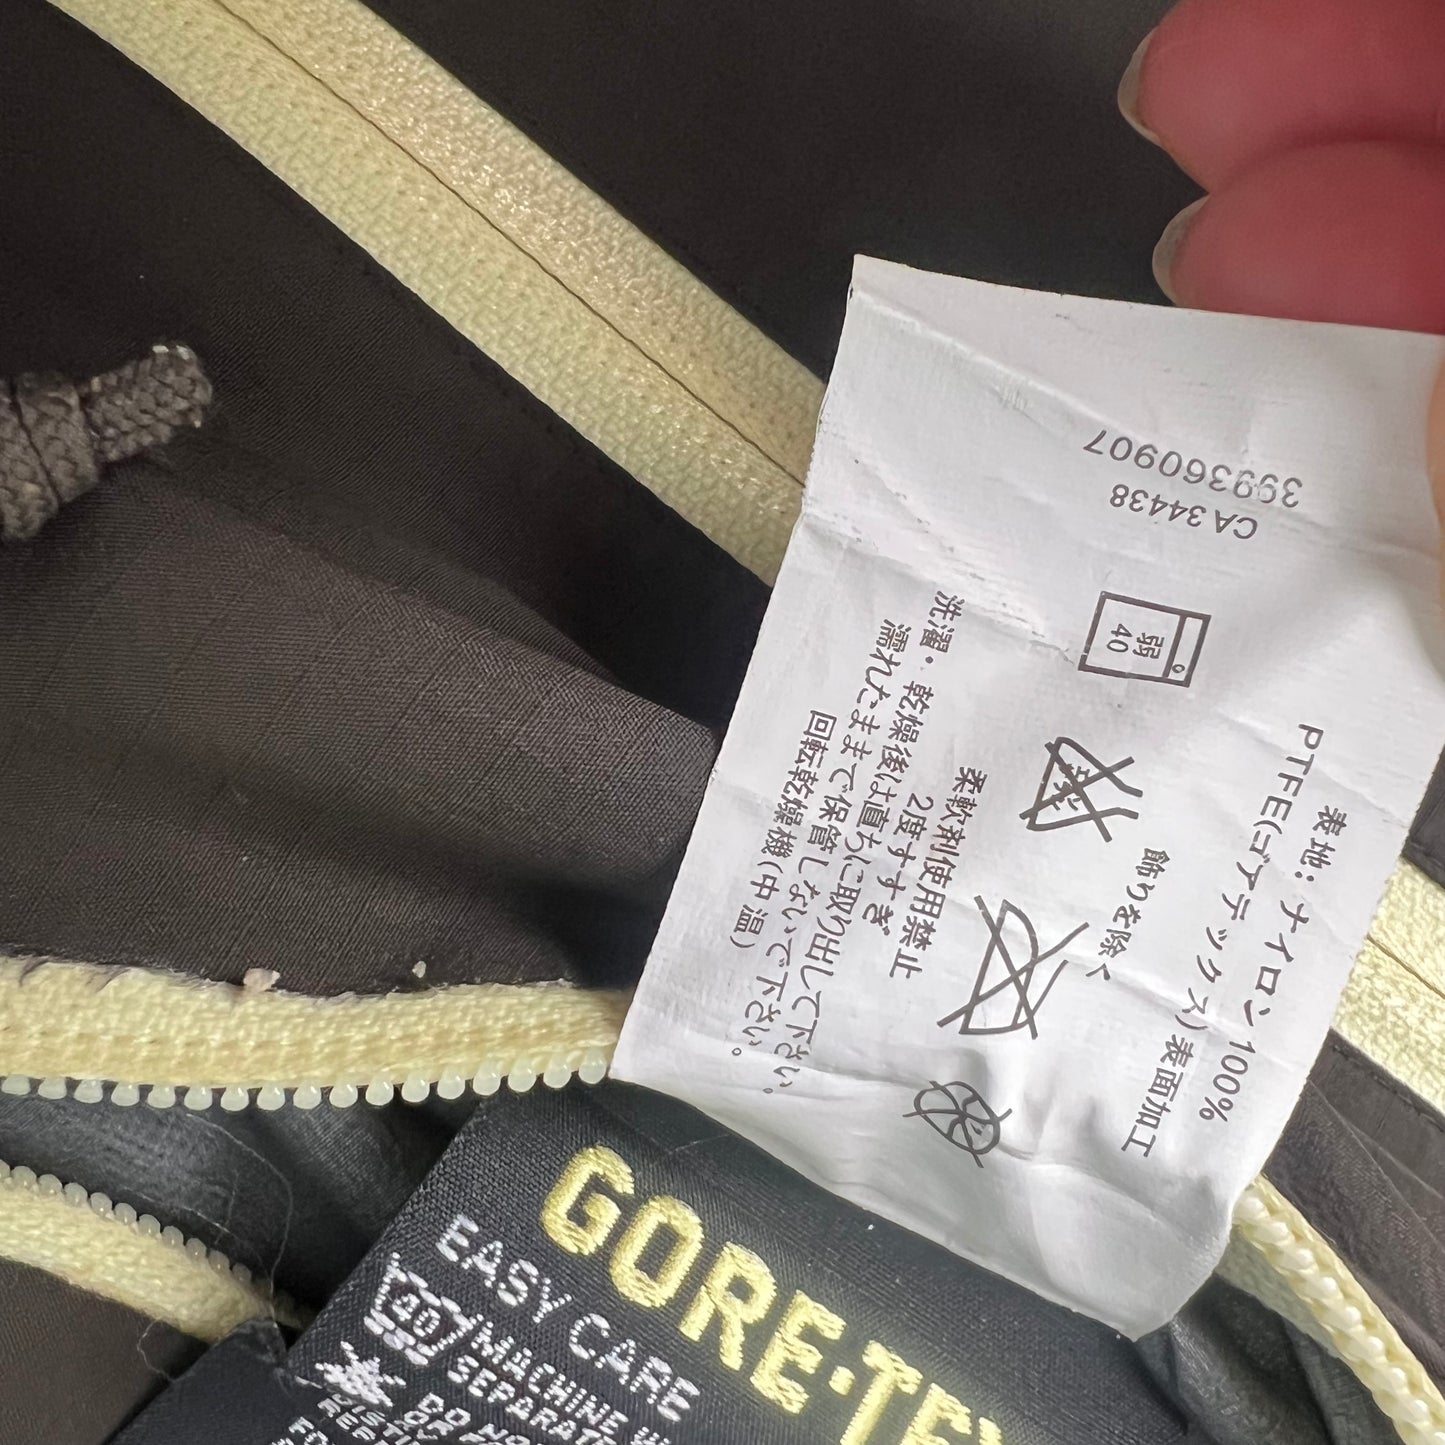 399360907
CA 34438
弱
40
表地：ナイロン100%
PTFE(ゴアテックス)表面加工
飾りを除く
柔軟剤使用禁止
2度すすぎ
洗濯・乾燥後は直ちに取り出して下さい。
濡れたままで保管しないで下さい。
回転乾燥機(中温)
GORE-TE
EASY CARE
40
MACHINE W
SEPARAT
DO NO